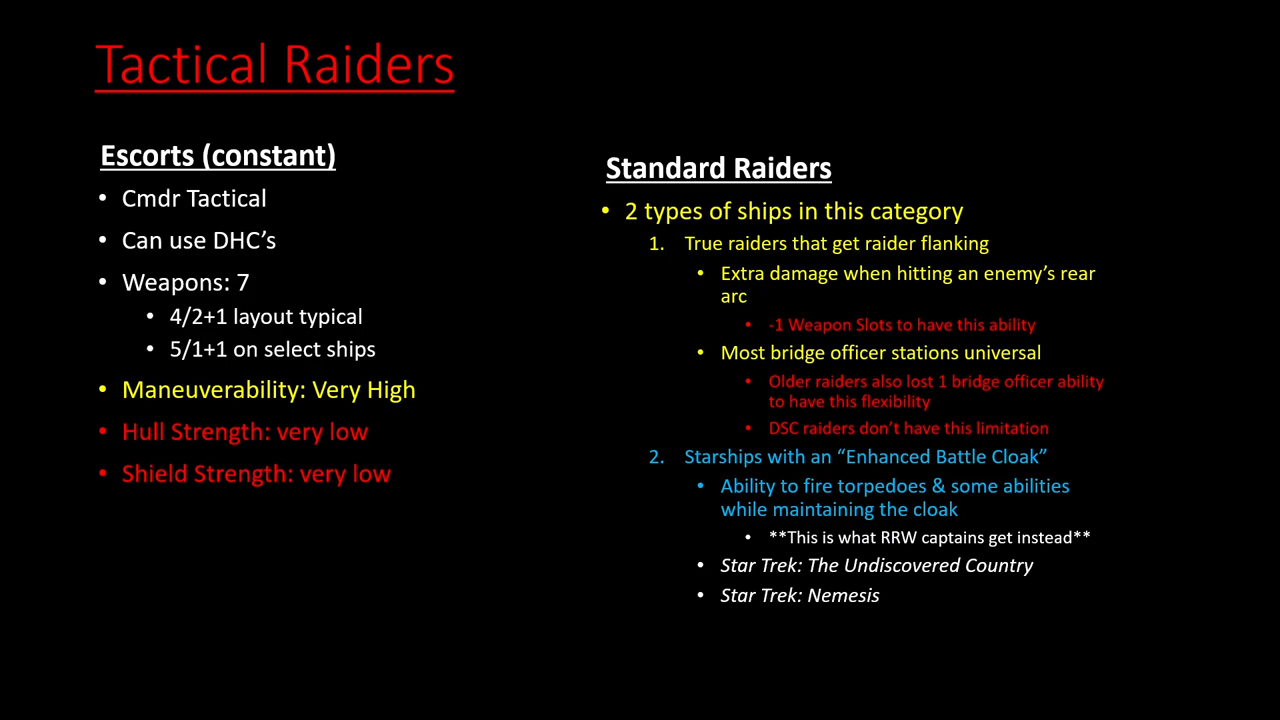 Tactical Raiders
Escorts (constant)
• Cmdr Tactical
• Can use DHC’s
• Weapons: 7
• 4/2+1 layout typical
• 5/1+1 on select ships
• Maneuverability: Very High
• Hull Strength: very low
• Shield Strength: very low
Standard Raiders
• 2 types of ships in this category
1. True raiders that get raider flanking
• Extra damage when hitting an enemy’s rear
arc
• -1 Weapon Slots to have this ability
• Most bridge officer stations universal
• Older raiders also lost 1 bridge officer ability
to have this flexibility
• DSC raiders don’t have this limitation
2. Starships with an “Enhanced Battle Cloak”
• Ability to fire torpedoes & some abilities
while maintaining the cloak
• **This is what RRW captains get instead**
• Star Trek: The Undiscovered Country
• Star Trek: Nemesis